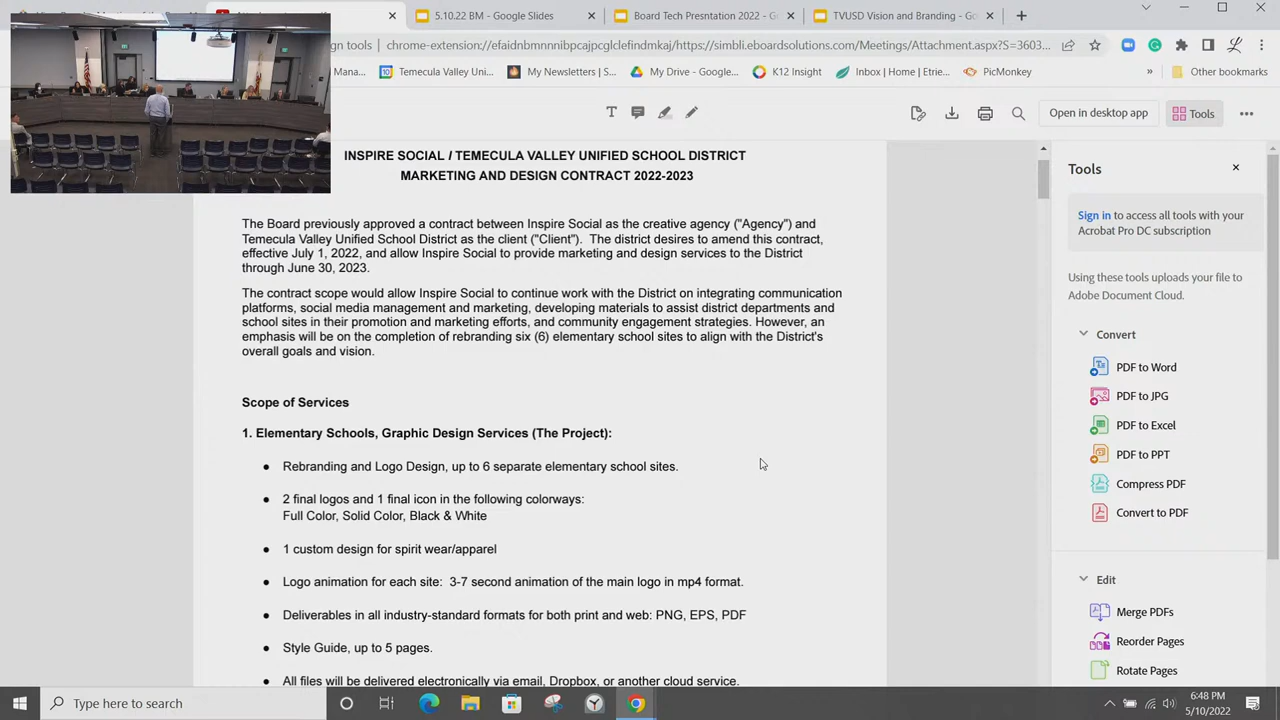 5-1022 BM - Google Slides
Board Tech Presntation 2022 - G
TVUSD Vision and Branding - Go
sign tools
chrome-extension://efaidnbmnnnibpcajpcglclefindmkaj/https://simbli.eboardsolutions.com/Meetings/Attachment.aspx?S=3603...
Mana...
Temecula Valley Uni...
My Newsletters | S...
My Drive - Google...
K12 Insight
Inbox | Home | Etrie...
PicMonkey
»
Other bookmarks
Open in desktop app
Tools
INSPIRE SOCIAL / TEMECULA VALLEY UNIFIED SCHOOL DISTRICT
MARKETING AND DESIGN CONTRACT 2022-2023
The Board previously approved a contract between Inspire Social as the creative agency ("Agency") and
Temecula Valley Unified School District as the client ("Client"). The district desires to amend this contract,
effective July 1, 2022, and allow Inspire Social to provide marketing and design services to the District
through June 30, 2023.
The contract scope would allow Inspire Social to continue work with the District on integrating communication
platforms, social media management and marketing, developing materials to assist district departments and
school sites in their promotion and marketing efforts, and community engagement strategies. However, an
emphasis will be on the completion of rebranding six (6) elementary school sites to align with the District's
overall goals and vision.
Scope of Services
1. Elementary Schools, Graphic Design Services (The Project):
● Rebranding and Logo Design, up to 6 separate elementary school sites.
● 2 final logos and 1 final icon in the following colorways:
Full Color, Solid Color, Black & White
● 1 custom design for spirit wear/apparel
● Logo animation for each site: 3-7 second animation of the main logo in mp4 format.
● Deliverables in all industry-standard formats for both print and web: PNG, EPS, PDF
● Style Guide, up to 5 pages.
● All files will be delivered electronically via email, Dropbox, or another cloud service.
Tools
Sign in to access all tools with your
Acrobat Pro DC subscription
Using these tools uploads your file to
Adobe Document Cloud.
Convert
PDF to Word
PDF to JPG
PDF to Excel
PDF to PPT
Compress PDF
Convert to PDF
Edit
Merge PDFs
Reorder Pages
Rotate Pages
Type here to search
6:48 PM
5/10/2022